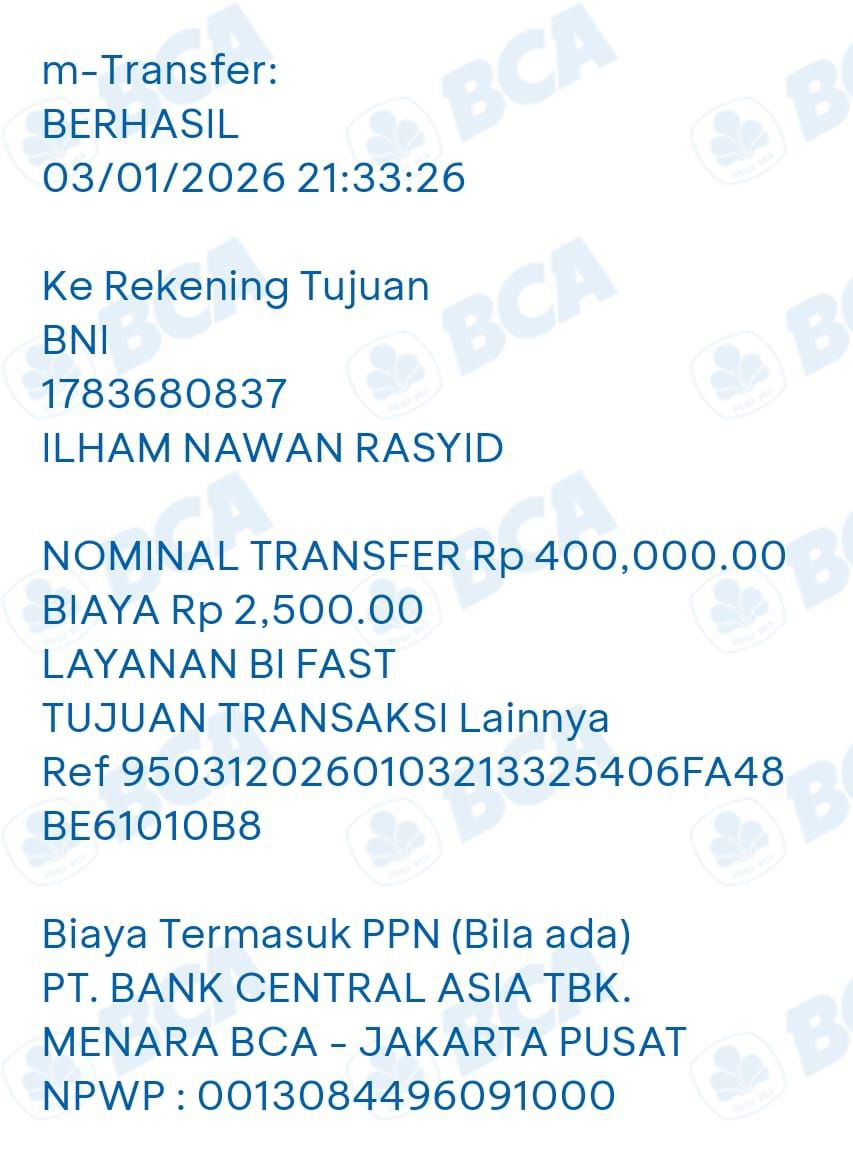 m-Transfer:
BERHASIL
03/01/2026 21:33:26
Ke Rekening Tujuan
BNI
1783680837
ILHAM NAWAN RASYID
NOMINAL TRANSFER Rp 400,000.00
BIAYA Rp 2,500.00
LAYANAN BI FAST
TUJUAN TRANSAKSI Lainnya
Ref 9503120260103213325406FA48
BE61010B8
Biaya Termasuk PPN (Bila ada)
PT. BANK CENTRAL ASIA TBK.
MENARA BCA - JAKARTA PUSAT
NPWP : 0013084496091000